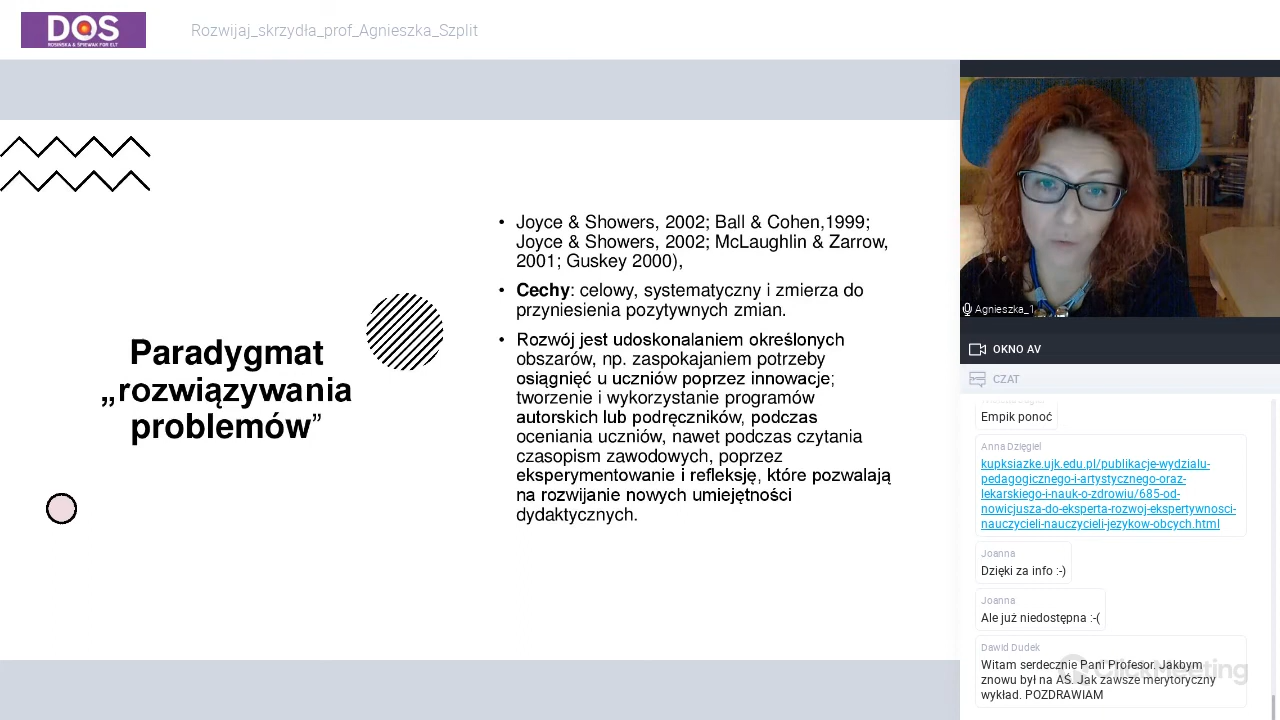 DOS
ROSIŃSKA & ŚPIEWAK FOR ELT
Rozwijaj_skrzydła_prof_Agnieszka_Szplit
Paradygmat
„rozwiązywania
problemów”
• Joyce & Showers, 2002; Ball & Cohen,1999;
Joyce & Showers, 2002; McLaughlin & Zarrow,
2001; Guskey 2000),
• Cechy: celowy, systematyczny i zmierza do
przyniesienia pozytywnych zmian.
• Rozwój jest udoskonalaniem określonych
obszarów, np. zaspokajaniem potrzeby
osiągnięć u uczniów poprzez innowacje;
tworzenie i wykorzystanie programów
autorskich lub podręczników, podczas
oceniania uczniów, nawet podczas czytania
czasopism zawodowych, poprzez
eksperymentowanie i refleksję, które pozwalają
na rozwijanie nowych umiejętności
dydaktycznych.
Agnieszka_1
OKNO AV
CZAT
Empik ponoć
Anna Dzięgiel
kupksiazke.ujk.edu.pl/publikacje-wydzialu-
pedagogicznego-i-artystycznego-oraz-
lekarskiego-i-nauk-o-zdrowiu/685-od-
nowicjusza-do-eksperta-rozwoj-ekspertywnosci-
nauczycieli-nauczycieli-jezykow-obcych.html
Joanna
Dzięki za info :-)
Joanna
Ale już niedostępna :-(
Dawid Dudek
Witam serdecznie Pani Profesor. Jakbym
znowu był na AŚ. Jak zawsze merytoryczny
wykład. POZDRAWIAM
ClickMeeting